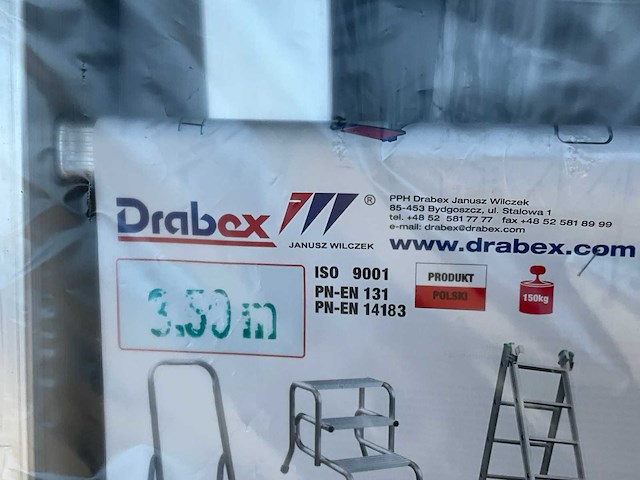 Drabex ®
JANUSZ WILCZEK
PPH Drabex Janusz Wilczek
85-453 Bydgoszcz, ul. Stalowa 1
tel. +48 52 581 77 77 fax +48 52 581 89 99
e-mail: drabex@drabex.com
www.drabex.com
3.50 m
ISO 9001
PN-EN 131
PN-EN 14183
PRODUKT
POLSKI
150kg